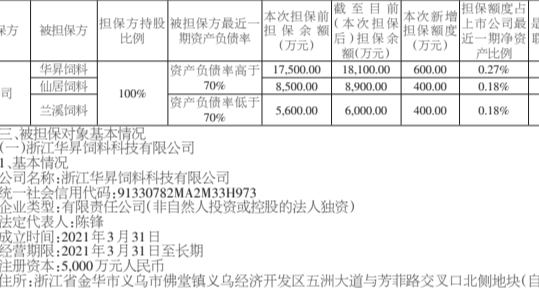 保方 被担保方 担保方持股比例 被担保方最近一期资产负债率 本次担保前担保余额(万元) 截至目前(本次担保后)担保余额(万元) 本次新增担保额度(万元) 担保额度占上市公司最近一期净资产比例
司 100%
华昇饲料 资产负债率高于70% 17,500.00 18,100.00 600.00 0.27%
仙居饲料 8,500.00 8,900.00 400.00 0.18%
兰溪饲料 资产负债率低于70% 5,600.00 6,000.00 400.00 0.18%
三、被担保对象基本情况
(一)浙江华昇饲料科技有限公司
1、基本情况
公司名称:浙江华昇饲料科技有限公司
统一社会信用代码:91330782MA2M33H973
企业类型:有限责任公司(非自然人投资或控股的法人独资)
法定代表人:陈锋
成立时间:2021年3月31日
经营期限:2021年3月31日至长期
注册资本:5,000万元人民币
住所:浙江省金华市义乌市佛堂镇义乌经济开发区五洲大道与芳菲路交叉口北侧地块(自